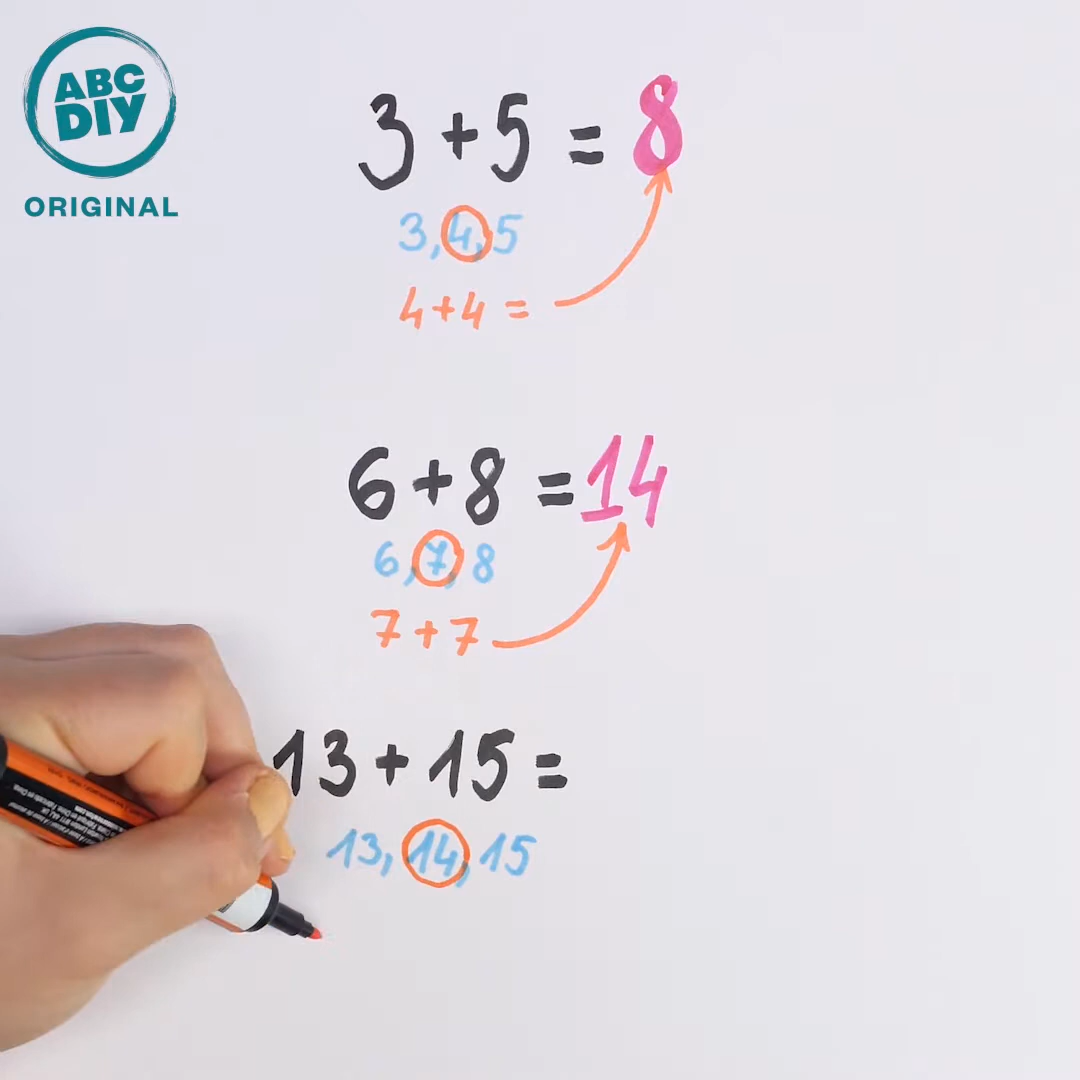 ABC
DIY
ORIGINAL
3 + 5 = 8
3, 4, 5
4 + 4 =
6 + 8 = 14
6, 7, 8
7 + 7
13 + 15 =
13, 14, 15